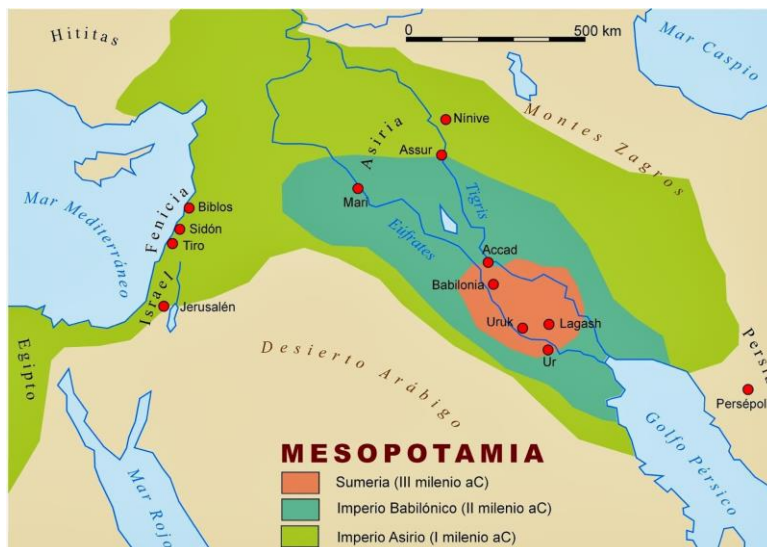 Hititas
0
500 km
Mar Caspio
Montes Zagros
Asiria
Nínive
Assur
Mari
Tigris
Mar Mediterráneo
Fenicia
Biblos
Sidón
Tiro
Éufrates
Accad
Babilonia
Israel
Jerusalén
Uruk
Lagash
Ur
Egipto
Desierto Arábigo
Persia
Persépol
Golfo Pérsico
Mar Rojo
MESOPOTAMIA
Sumeria (III milenio aC)
Imperio Babilónico (II milenio aC)
Imperio Asirio (I milenio aC)